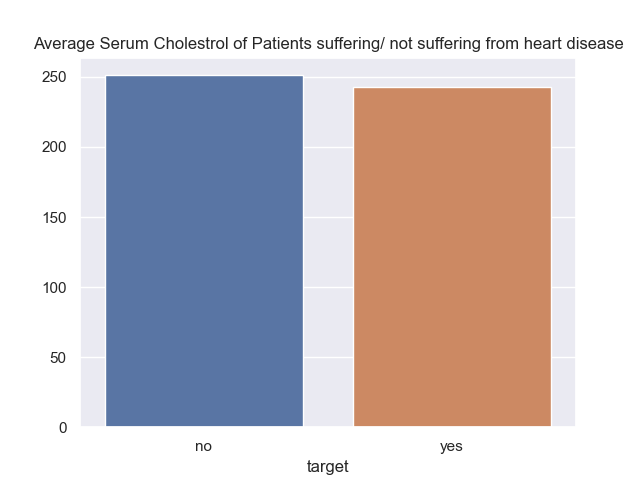 Average Serum Cholestrol of Patients suffering/ not suffering from heart disease
250
200
150
100
50
0
no yes
target